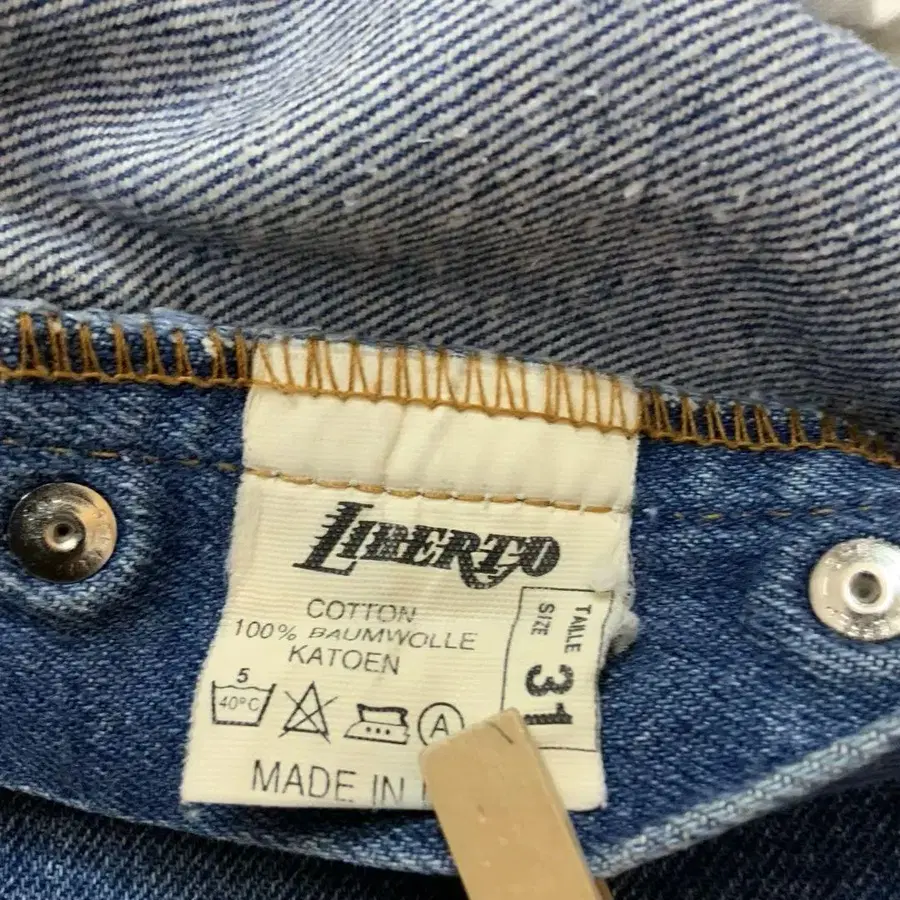 LIBERTO
COTTON
100% BAUMWOLLE
KATOEN
5
40°C
A
MADE IN
TAILLE
SIZE
31